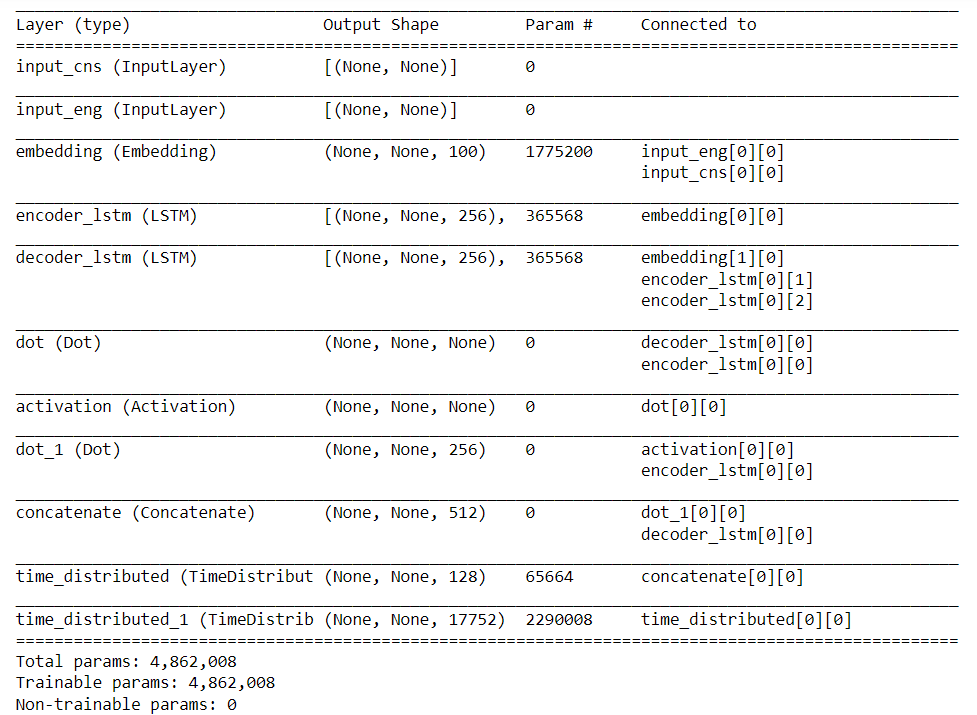 Layer (type) Output Shape Param # Connected to
input_cns (InputLayer) [(None, None)] 0
input_eng (InputLayer) [(None, None)] 0
embedding (Embedding) (None, None, 100) 1775200 input_eng[0][0]
input_cns[0][0]
encoder_lstm (LSTM) [(None, None, 256), 365568 embedding[0][0]
decoder_lstm (LSTM) [(None, None, 256), 365568 embedding[1][0]
encoder_lstm[0][1]
encoder_lstm[0][2]
dot (Dot) (None, None, None) 0 decoder_lstm[0][0]
encoder_lstm[0][0]
activation (Activation) (None, None, None) 0 dot[0][0]
dot_1 (Dot) (None, None, 256) 0 activation[0][0]
encoder_lstm[0][0]
concatenate (Concatenate) (None, None, 512) 0 dot_1[0][0]
decoder_lstm[0][0]
time_distributed (TimeDistribut (None, None, 128) 65664 concatenate[0][0]
time_distributed_1 (TimeDistrib (None, None, 17752) 2290008 time_distributed[0][0]
Total params: 4,862,008
Trainable params: 4,862,008
Non-trainable params: 0